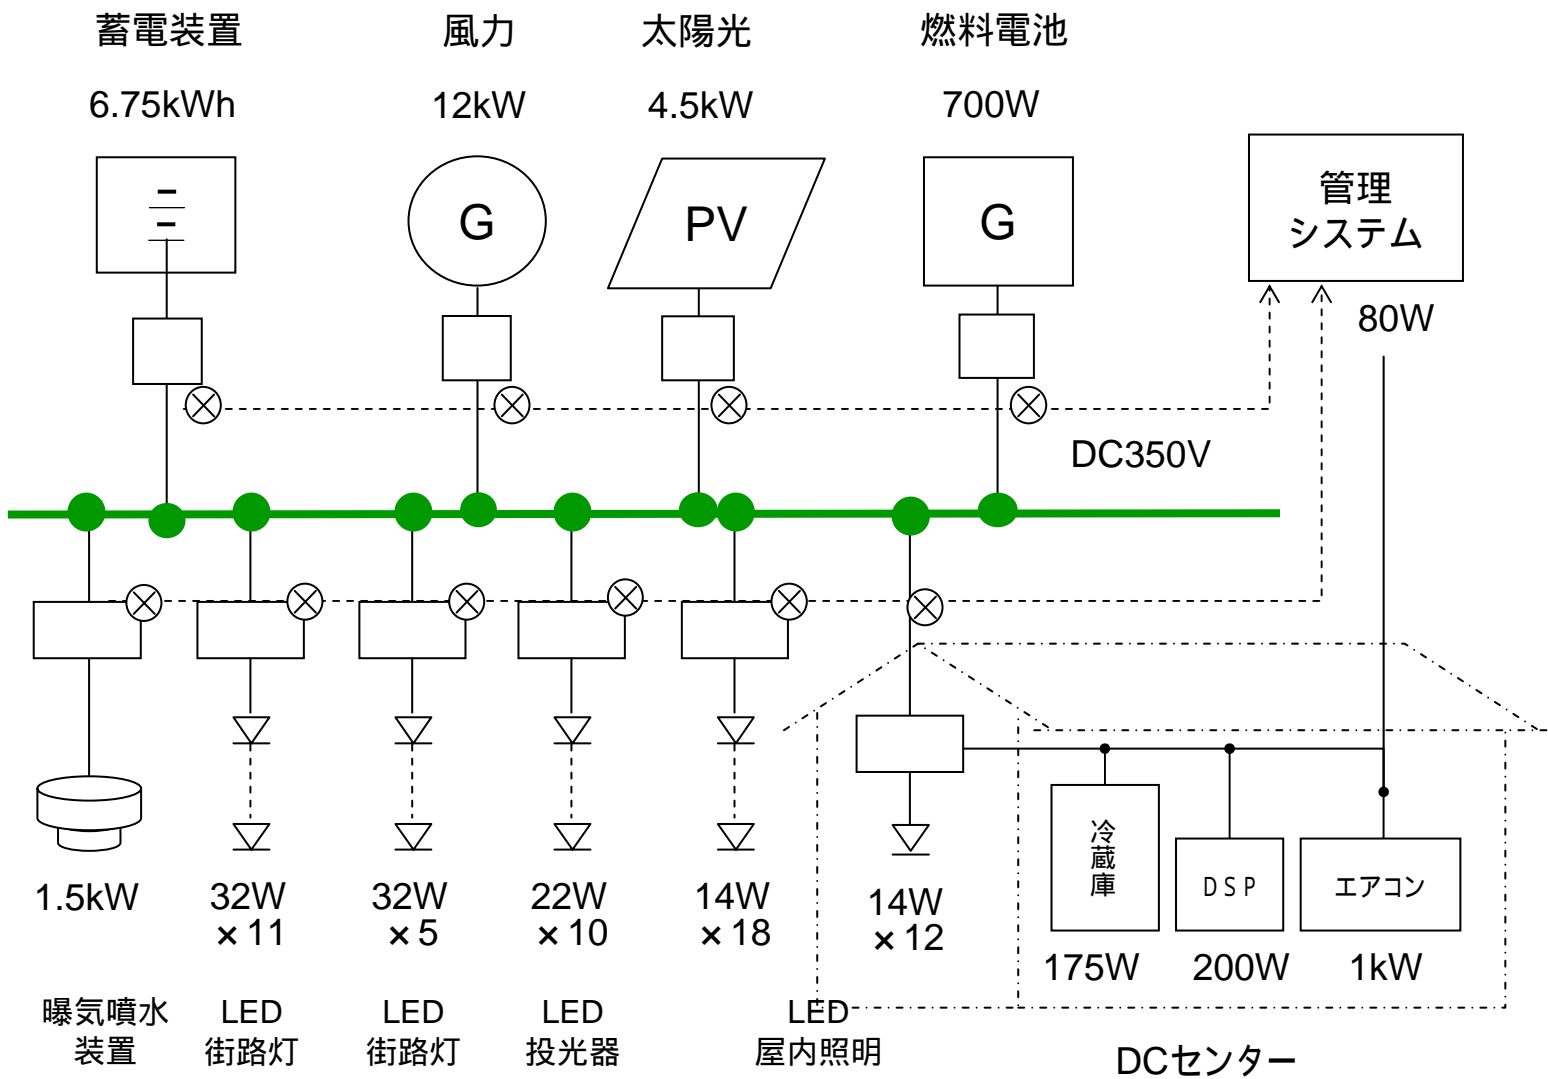 蓄電装置
風力
太陽光
燃料電池
6.75kWh
12kW
4.5kW
700W
G
PV
G
管理
システム
80W
DC350V
冷蔵庫
DSP
エアコン
1.5kW
32W
×11
32W
×5
22W
×10
14W
×18
14W
×12
175W
200W
1kW
曝気噴水
装置
LED
街路灯
LED
街路灯
LED
投光器
LED
屋内照明
DCセンター